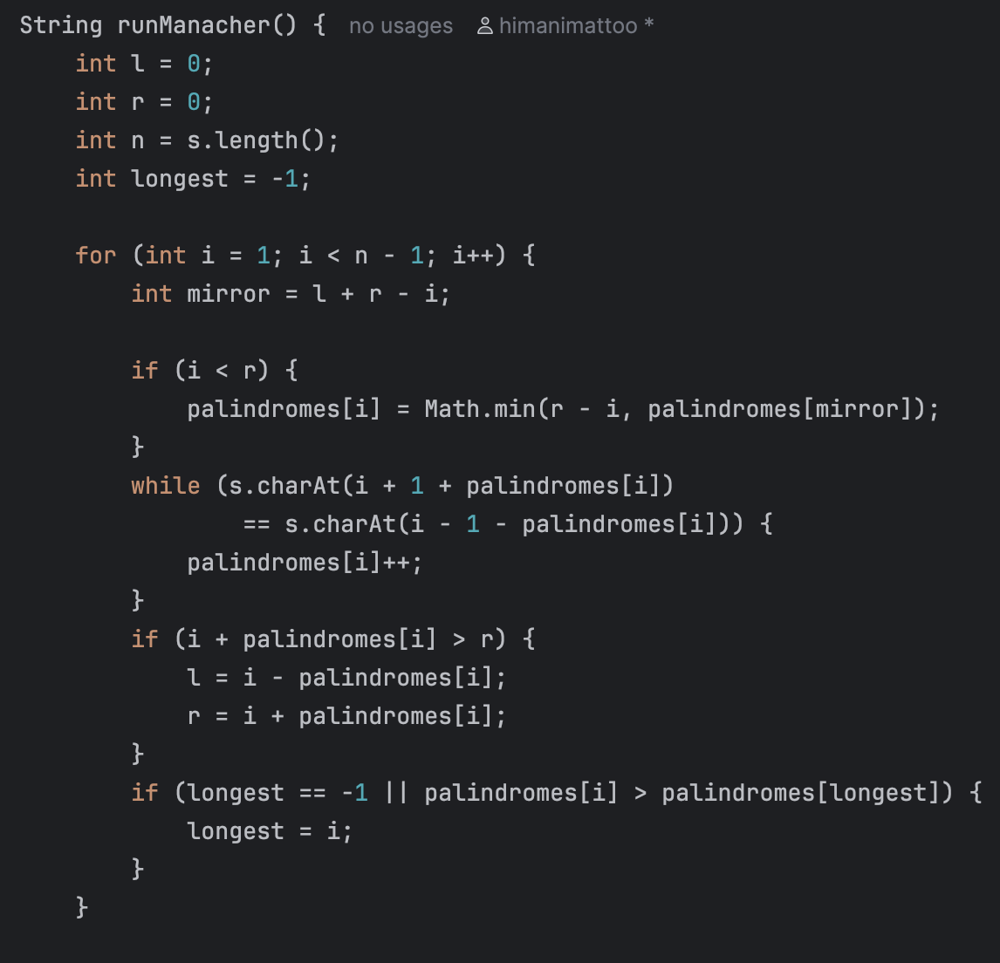 String runManacher() { no usages himanimattoo *
    int l = 0;
    int r = 0;
    int n = s.length();
    int longest = -1;

    for (int i = 1; i < n - 1; i++) {
        int mirror = l + r - i;

        if (i < r) {
            palindromes[i] = Math.min(r - i, palindromes[mirror]);
        }
        while (s.charAt(i + 1 + palindromes[i])
                == s.charAt(i - 1 - palindromes[i])) {
            palindromes[i]++;
        }
        if (i + palindromes[i] > r) {
            l = i - palindromes[i];
            r = i + palindromes[i];
        }
        if (longest == -1 || palindromes[i] > palindromes[longest]) {
            longest = i;
        }
    }